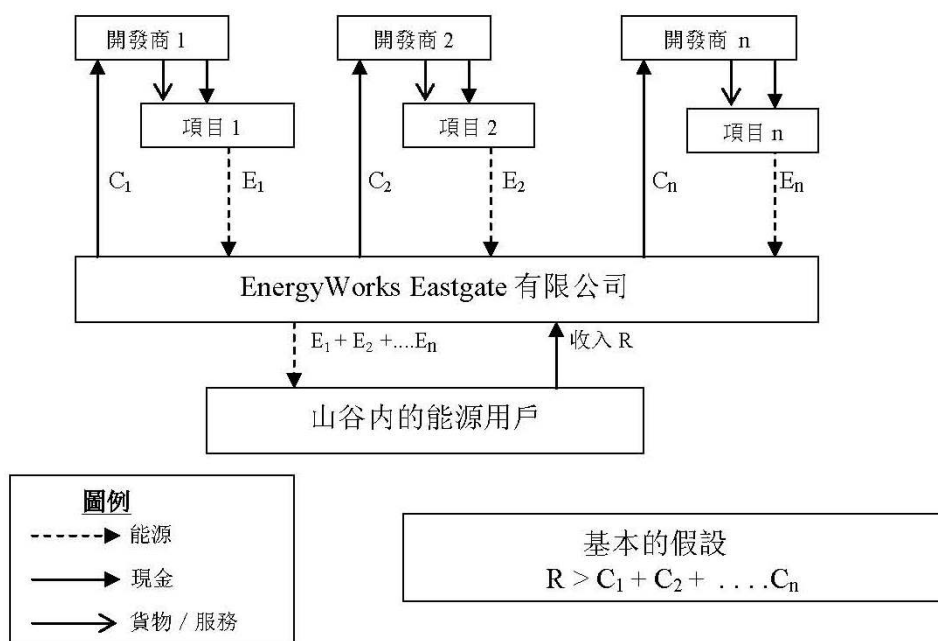 開發商 1 開發商 2 開發商 n
項目 1 項目 2 項目 n
C₁ E₁ C₂ E₂ Cₙ Eₙ
EnergyWorks Eastgate 有限公司
E₁ + E₂ +....Eₙ 收入 R
山谷內的能源用戶
圖例
能源
現金
貨物 / 服務
基本的假設
R > C₁ + C₂ + . . . .Cₙ